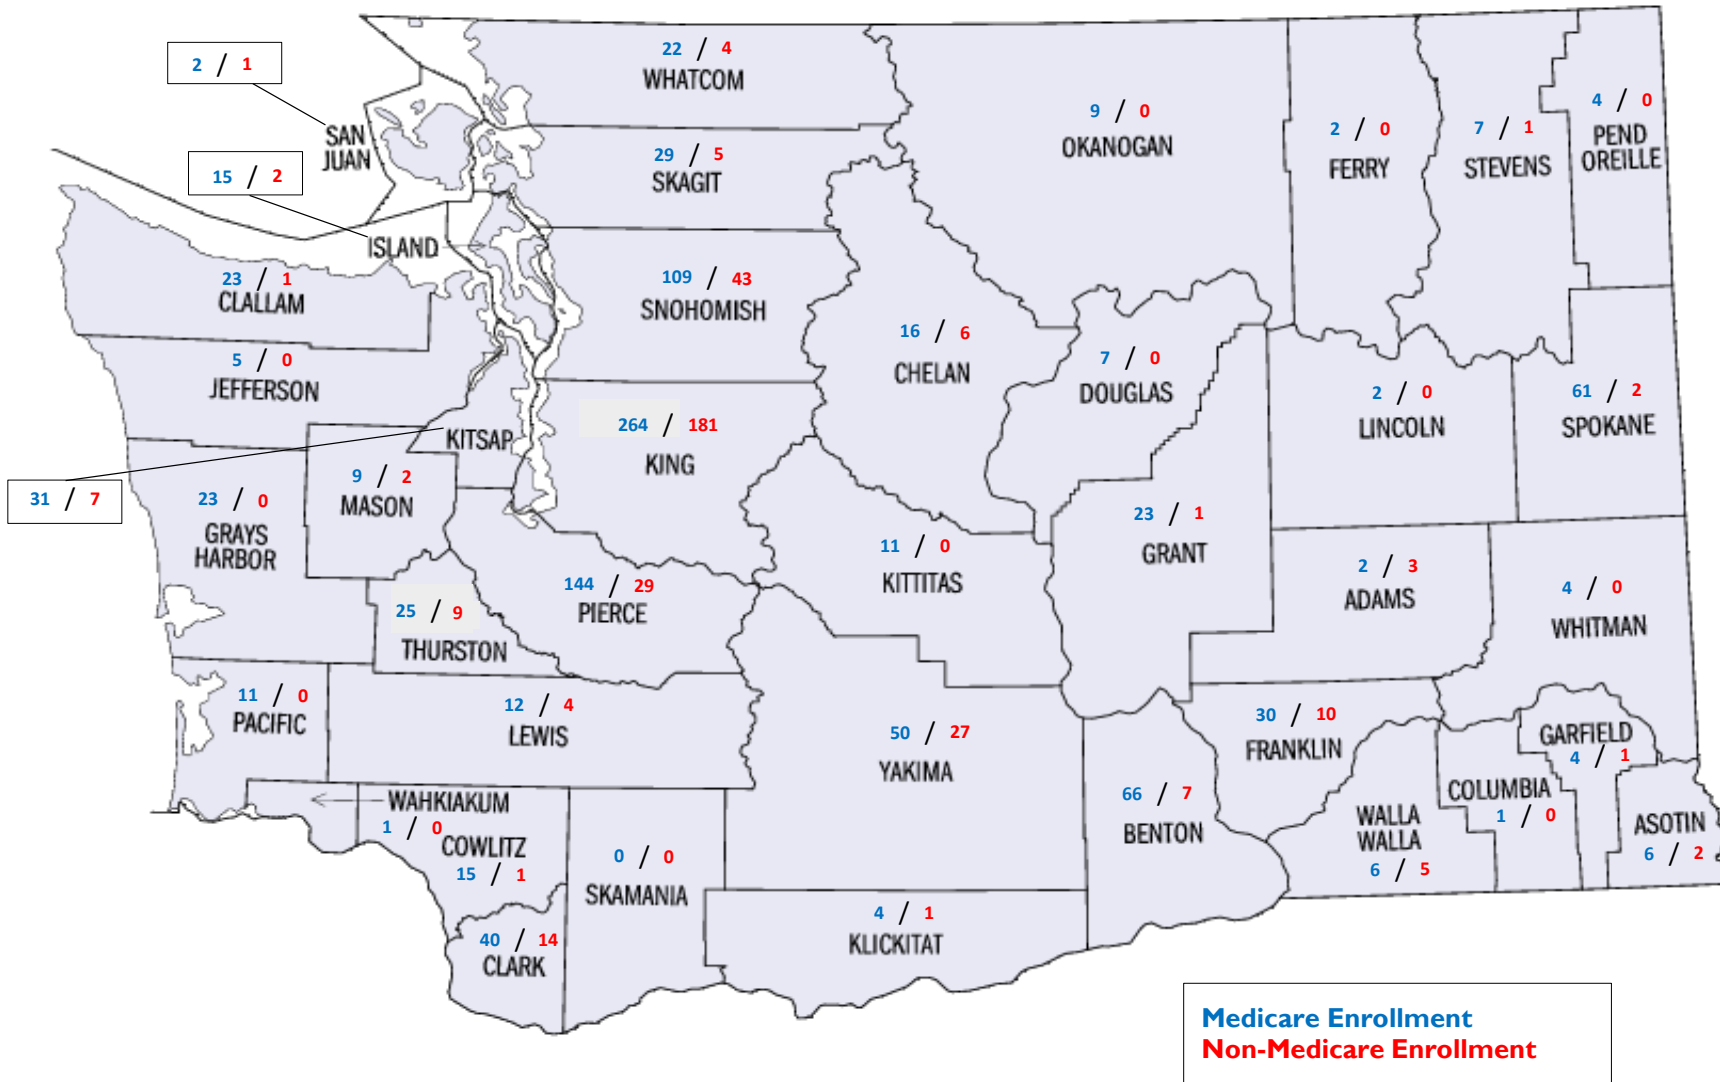 22 / 4
WHATCOM
2 / 1
SAN
JUAN
9 / 0
OKANOGAN
2 / 0
FERRY
7 / 1
STEVENS
4 / 0
PEND
OREILLE
29 / 5
SKAGIT
15 / 2
ISLAND
23 / 1
CLALLAM
109 / 43
SNOHOMISH
5 / 0
JEFFERSON
16 / 6
CHELAN
7 / 0
DOUGLAS
2 / 0
LINCOLN
61 / 2
SPOKANE
264 / 181
KING
KITSAP
31 / 7
9 / 2
MASON
23 / 0
GRAYS
HARBOR
23 / 1
GRANT
11 / 0
KITTITAS
2 / 3
ADAMS
4 / 0
WHITMAN
144 / 29
PIERCE
25 / 9
THURSTON
11 / 0
PACIFIC
12 / 4
LEWIS
50 / 27
YAKIMA
30 / 10
FRANKLIN
GARFIELD
4 / 1
66 / 7
BENTON
WALLA
WALLA
6 / 5
COLUMBIA
1 / 0
ASOTIN
6 / 2
WAHKIAKUM
1 / 0
COWLITZ
15 / 1
0 / 0
SKAMANIA
4 / 1
KLICKITAT
40 / 14
CLARK
Medicare Enrollment
Non-Medicare Enrollment